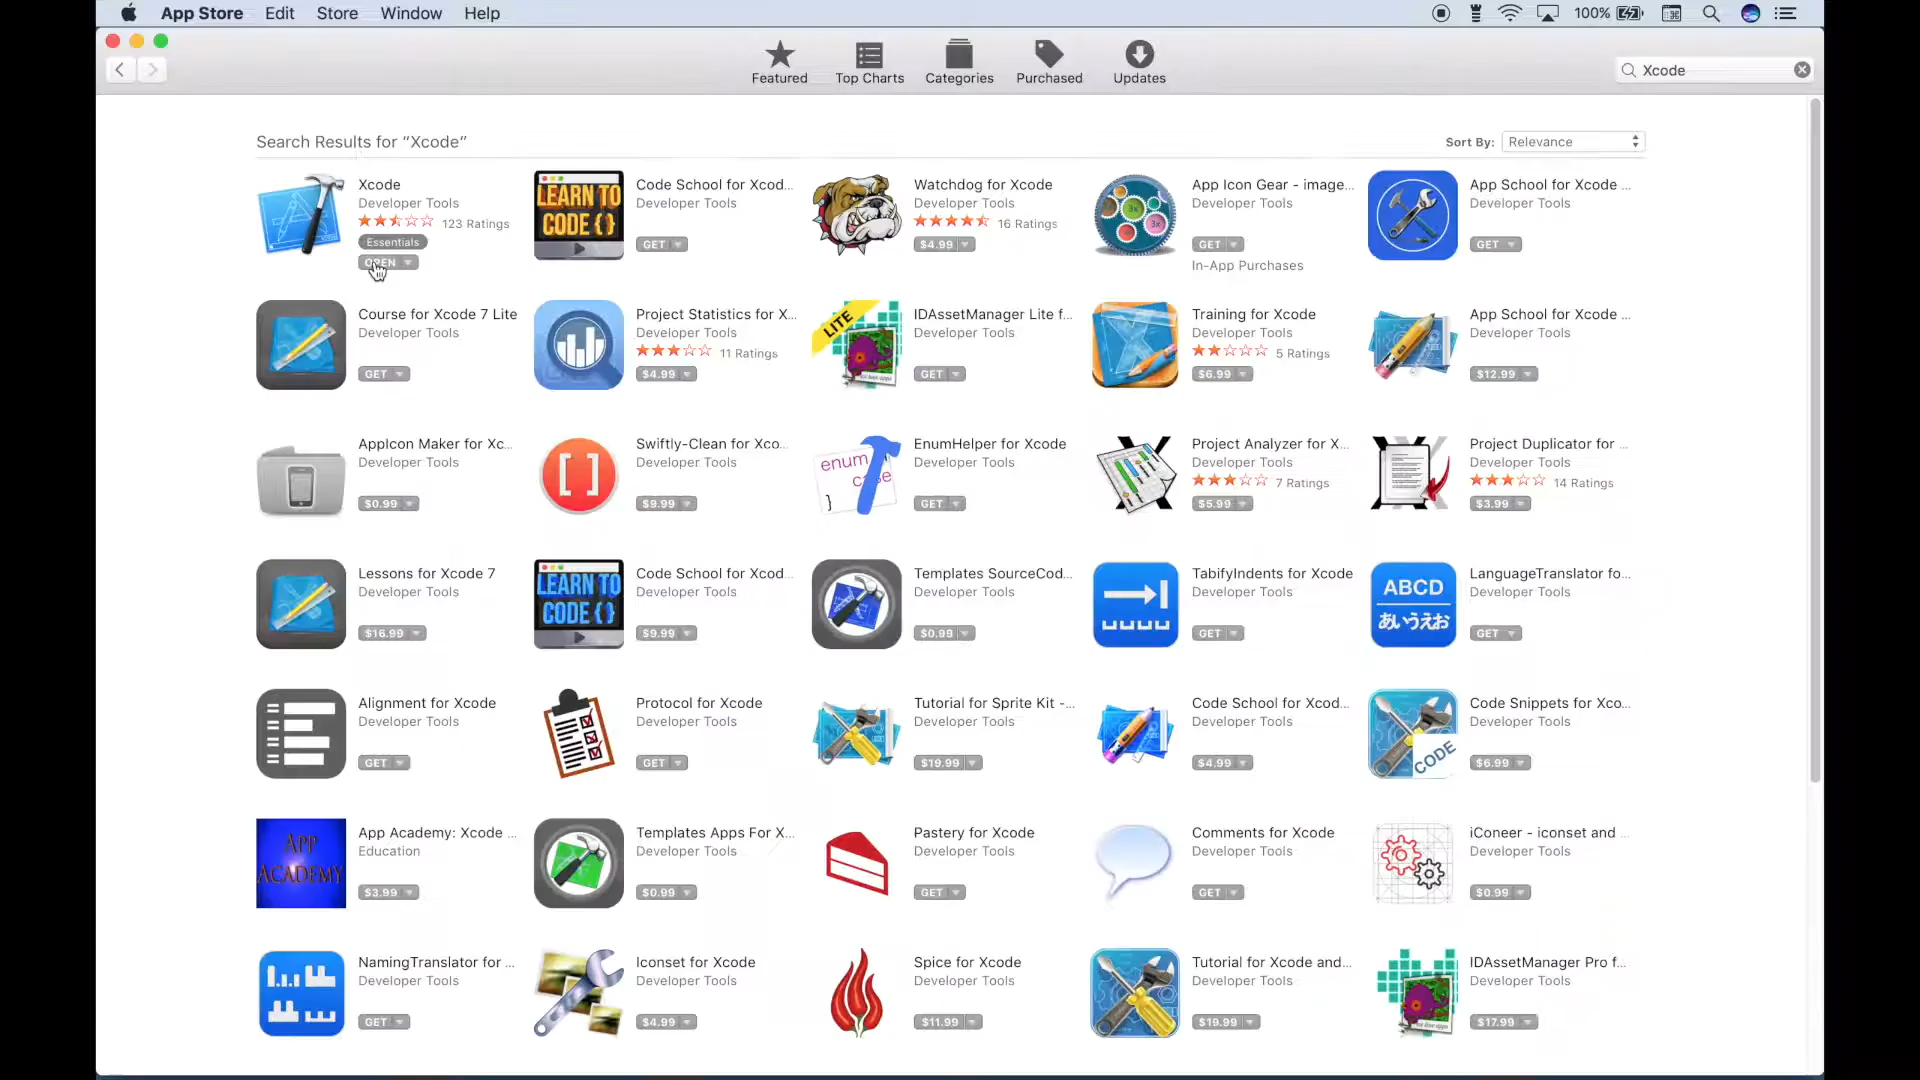 App Store Edit Store Window Help 100%
Featured Top Charts Categories Purchased Updates
Xcode
Search Results for “Xcode”
Sort By: Relevance
Xcode
Developer Tools
123 Ratings
Essentials
OPEN
LEARN TO
CODE {}
Code School for Xcod...
Developer Tools
GET
Watchdog for Xcode
Developer Tools
16 Ratings
$4.99
3x
3x
App Icon Gear - image...
Developer Tools
GET
In-App Purchases
App School for Xcode ...
Developer Tools
GET
Course for Xcode 7 Lite
Developer Tools
GET
Project Statistics for X...
Developer Tools
11 Ratings
$4.99
LITE
IDAssetManager Lite f...
Developer Tools
GET
Training for Xcode
Developer Tools
5 Ratings
$6.99
App School for Xcode ...
Developer Tools
$12.99
AppIcon Maker for Xc...
Developer Tools
$0.99
[ ]
Swiftly-Clean for Xco...
Developer Tools
$9.99
enum
case
}
EnumHelper for Xcode
Developer Tools
GET
Project Analyzer for X...
Developer Tools
7 Ratings
$5.99
Project Duplicator for ...
Developer Tools
14 Ratings
$3.99
Lessons for Xcode 7
Developer Tools
$16.99
LEARN TO
CODE {}
Code School for Xcod...
Developer Tools
$9.99
Templates SourceCod...
Developer Tools
$0.99
TabifyIndents for Xcode
Developer Tools
GET
ABCD
あいうえお
LanguageTranslator fo...
Developer Tools
GET
Alignment for Xcode
Developer Tools
GET
Protocol for Xcode
Developer Tools
GET
Tutorial for Sprite Kit -...
Developer Tools
$19.99
Code School for Xcod...
Developer Tools
$4.99
CODE
Code Snippets for Xco...
Developer Tools
$6.99
APP
ACADEMY
App Academy: Xcode ...
Education
$3.99
Templates Apps For X...
Developer Tools
$0.99
Pastery for Xcode
Developer Tools
GET
Comments for Xcode
Developer Tools
GET
iConeer - iconset and ...
Developer Tools
$0.99
NamingTranslator for ...
Developer Tools
GET
Iconset for Xcode
Developer Tools
$4.99
Spice for Xcode
Developer Tools
$11.99
Tutorial for Xcode and...
Developer Tools
$19.99
IDAssetManager Pro f...
Developer Tools
$17.99